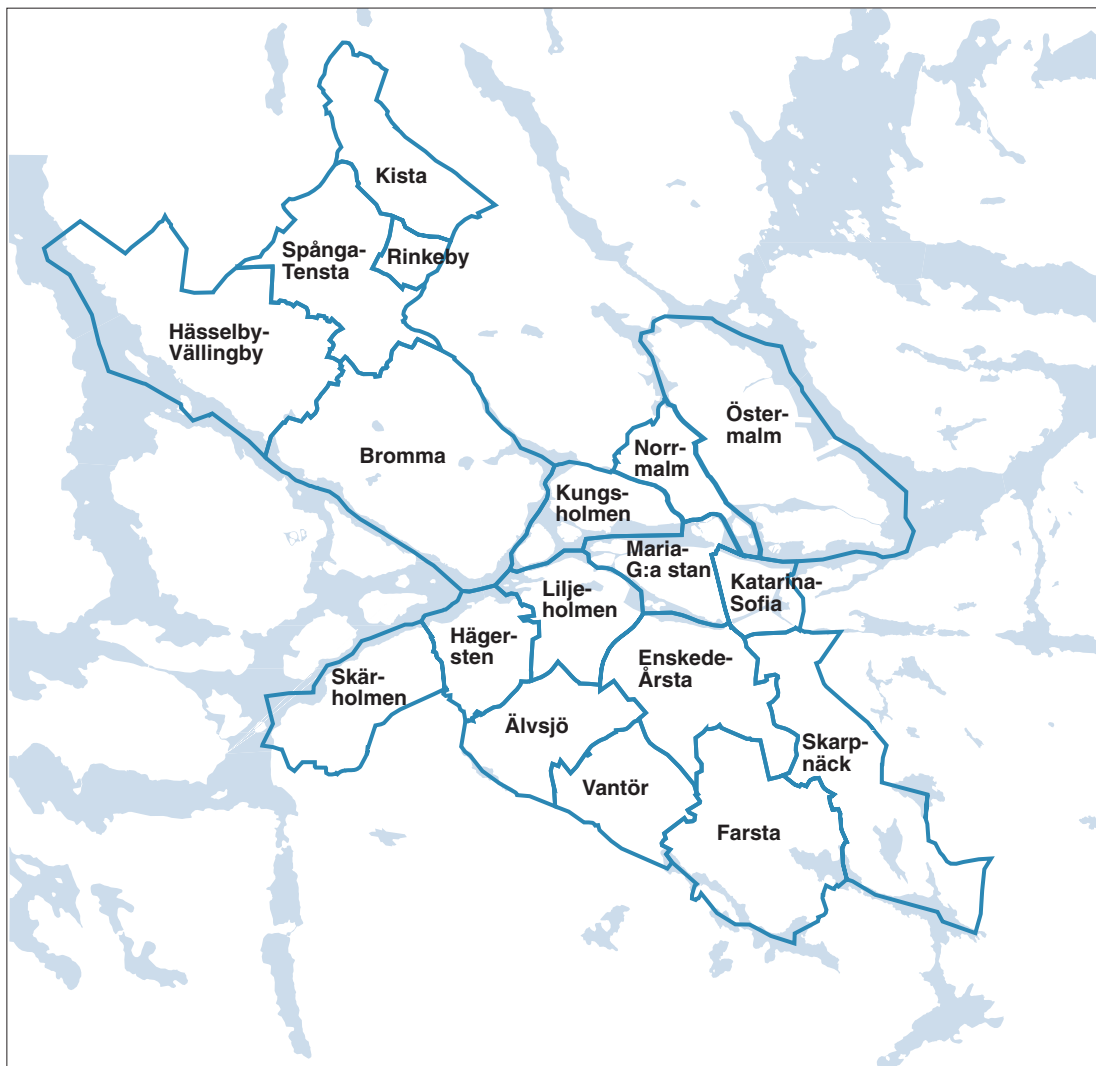 Kista
Spånga-
Tensta
Rinkeby
Hässelby-
Vällingby
Bromma
Öster-
malm
Norr-
malm
Kungs-
holmen
Maria-
G:a stan
Katarina-
Sofia
Lilje-
holmen
Häger-
sten
Enskede-
Årsta
Skär-
holmen
Älvsjö
Skarp-
näck
Vantör
Farsta